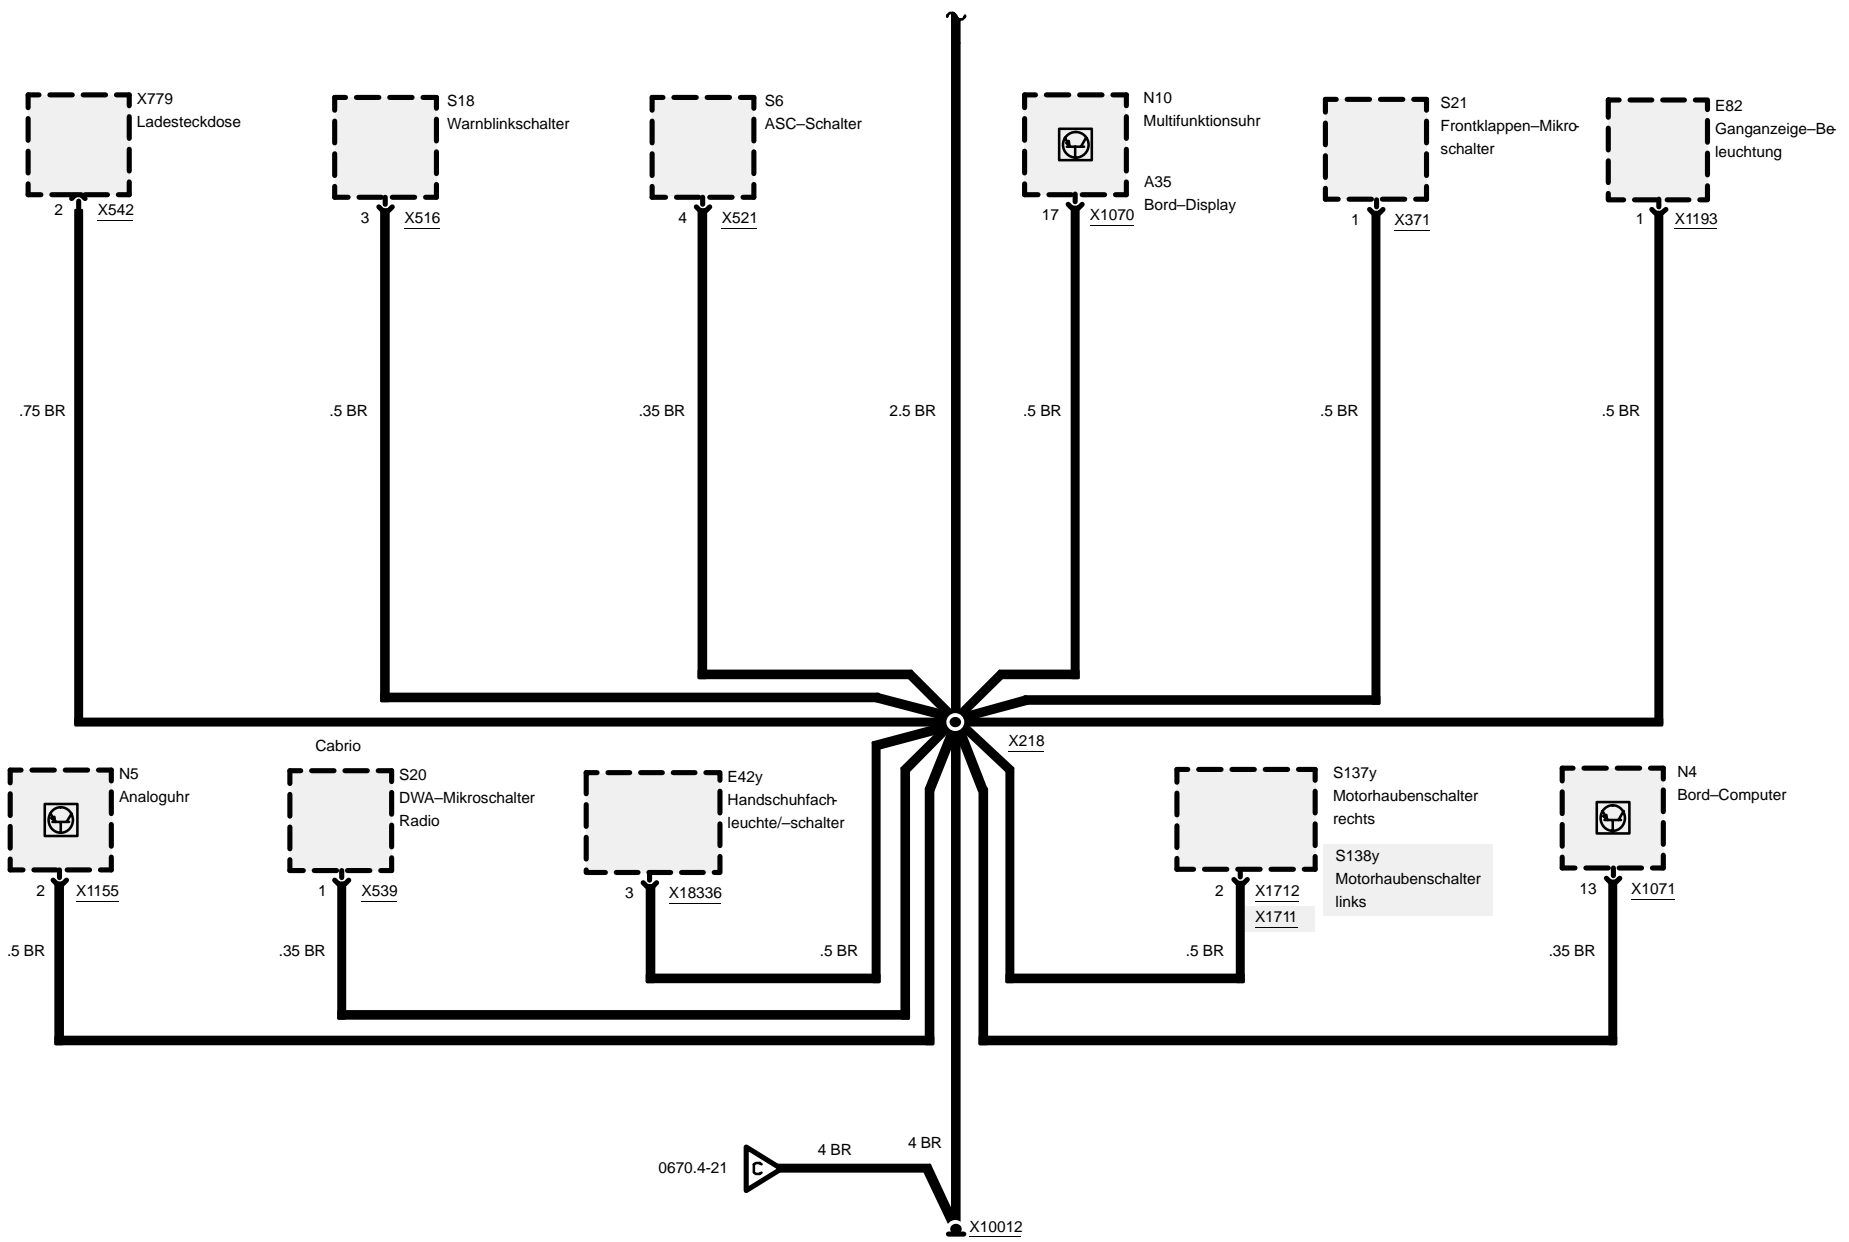 X779
Ladesteckdose
2 X542
S18
Warnblinkschalter
3 X516
S6
ASC–Schalter
4 X521
N10
Multifunktionsuhr
A35
Bord–Display
17 X1070
S21
Frontklappen–Mikro-
schalter
1 X371
E82
Ganganzeige–Be-
leuchtung
1 X1193
.75 BR
.5 BR
.35 BR
2.5 BR
.5 BR
.5 BR
.5 BR
X218
N5
Analoguhr
2 X1155
Cabrio
S20
DWA–Mikroschalter
Radio
1 X539
E42y
Handschuhfach-
leuchte/–schalter
3 X18336
S137y
Motorhaubenschalter
rechts
S138y
Motorhaubenschalter
links
2 X1712
X1711
N4
Bord–Computer
13 X1071
.5 BR
.35 BR
.5 BR
.5 BR
.35 BR
0670.4-21
C
4 BR
4 BR
X10012